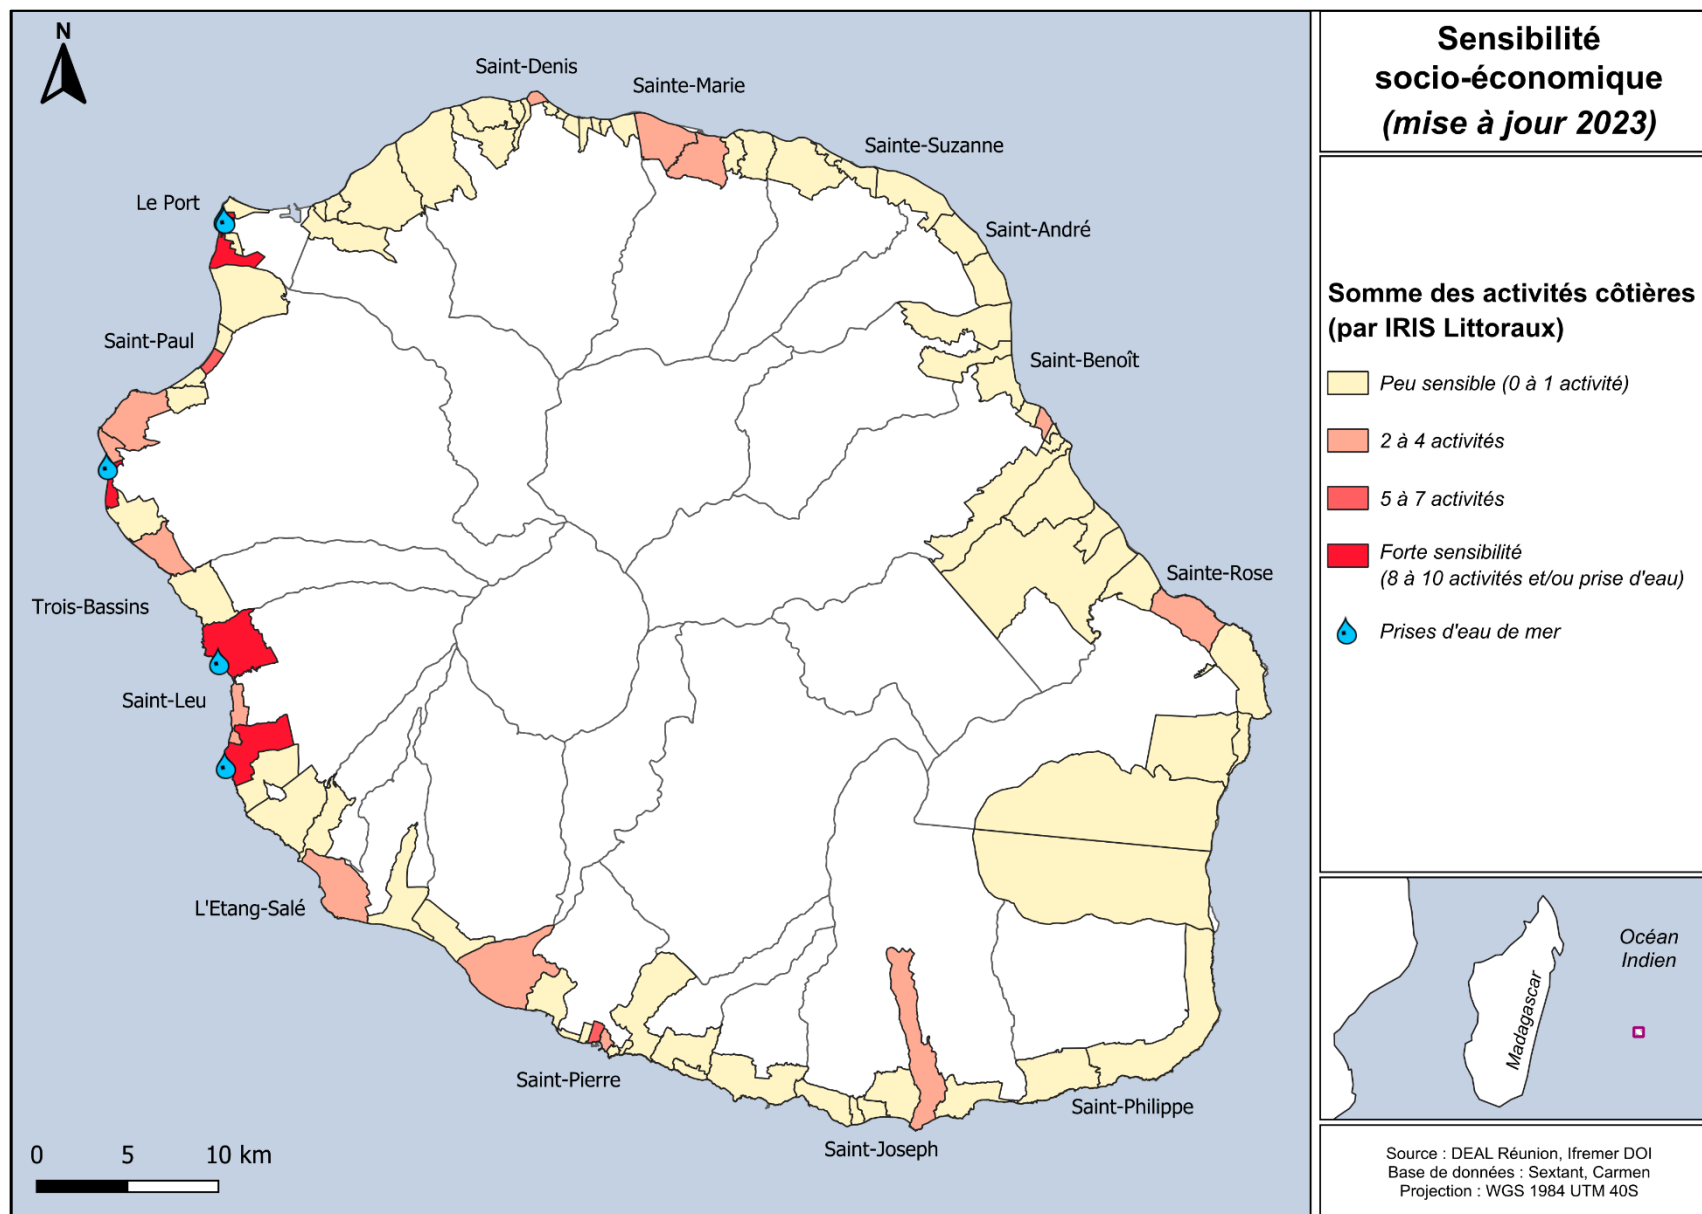 N
Saint-Denis
Sainte-Marie
Sainte-Suzanne
Le Port
Saint-André
Saint-Paul
Saint-Benoît
Sainte-Rose
Trois-Bassins
Saint-Leu
L'Etang-Salé
Saint-Pierre
Saint-Philippe
Saint-Joseph
0 5 10 km
Sensibilité
socio-économique
(mise à jour 2023)
Somme des activités côtières
(par IRIS Littoraux)
Peu sensible (0 à 1 activité)
2 à 4 activités
5 à 7 activités
Forte sensibilité
(8 à 10 activités et/ou prise d'eau)
Prises d'eau de mer
Océan
Indien
Madagascar
Source : DEAL Réunion, Ifremer DOI
Base de données : Sextant, Carmen
Projection : WGS 1984 UTM 40S